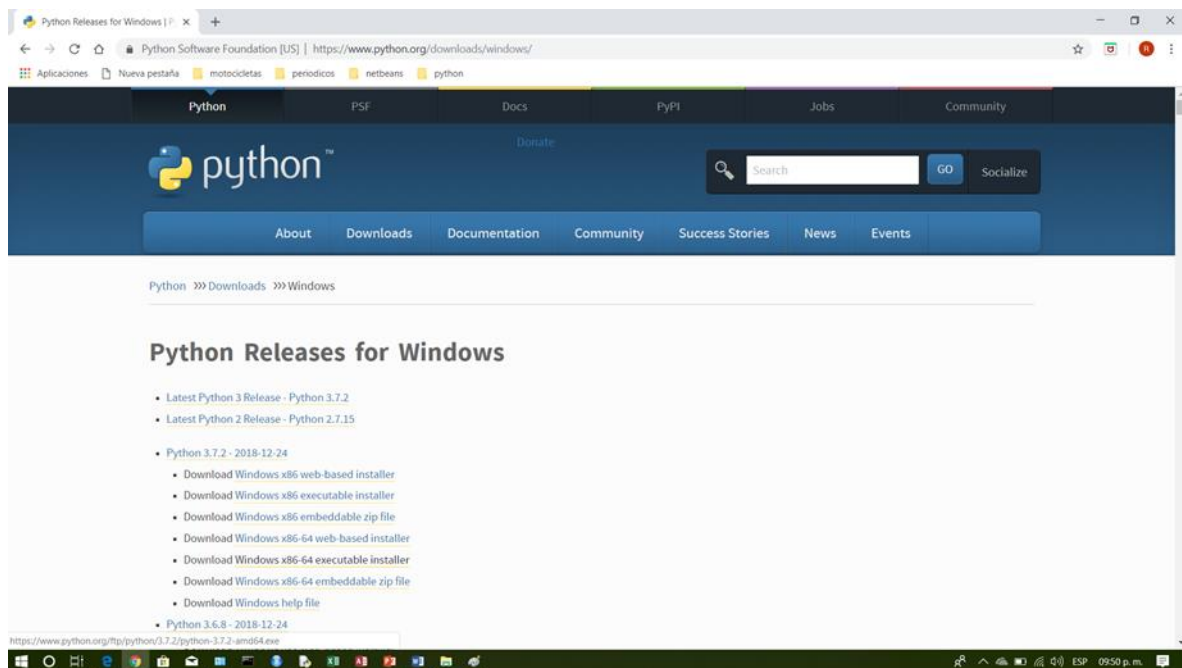 Python Releases for Windows | P
Python Software Foundation [US] | https://www.python.org/downloads/windows/
Aplicaciones Nueva pestaña motocicletas periodicos netbeans python
Python PSF Docs PyPI Jobs Community
Donate
python™
Search GO Socialize
About Downloads Documentation Community Success Stories News Events
Python »» Downloads »» Windows
Python Releases for Windows
• Latest Python 3 Release - Python 3.7.2
• Latest Python 2 Release - Python 2.7.15
• Python 3.7.2 - 2018-12-24
• Download Windows x86 web-based installer
• Download Windows x86 executable installer
• Download Windows x86 embeddable zip file
• Download Windows x86-64 web-based installer
• Download Windows x86-64 executable installer
• Download Windows x86-64 embeddable zip file
• Download Windows help file
• Python 3.6.8 - 2018-12-24
https://www.python.org/ftp/python/3.7.2/python-3.7.2-amd64.exe
ESP 09:50 p. m.